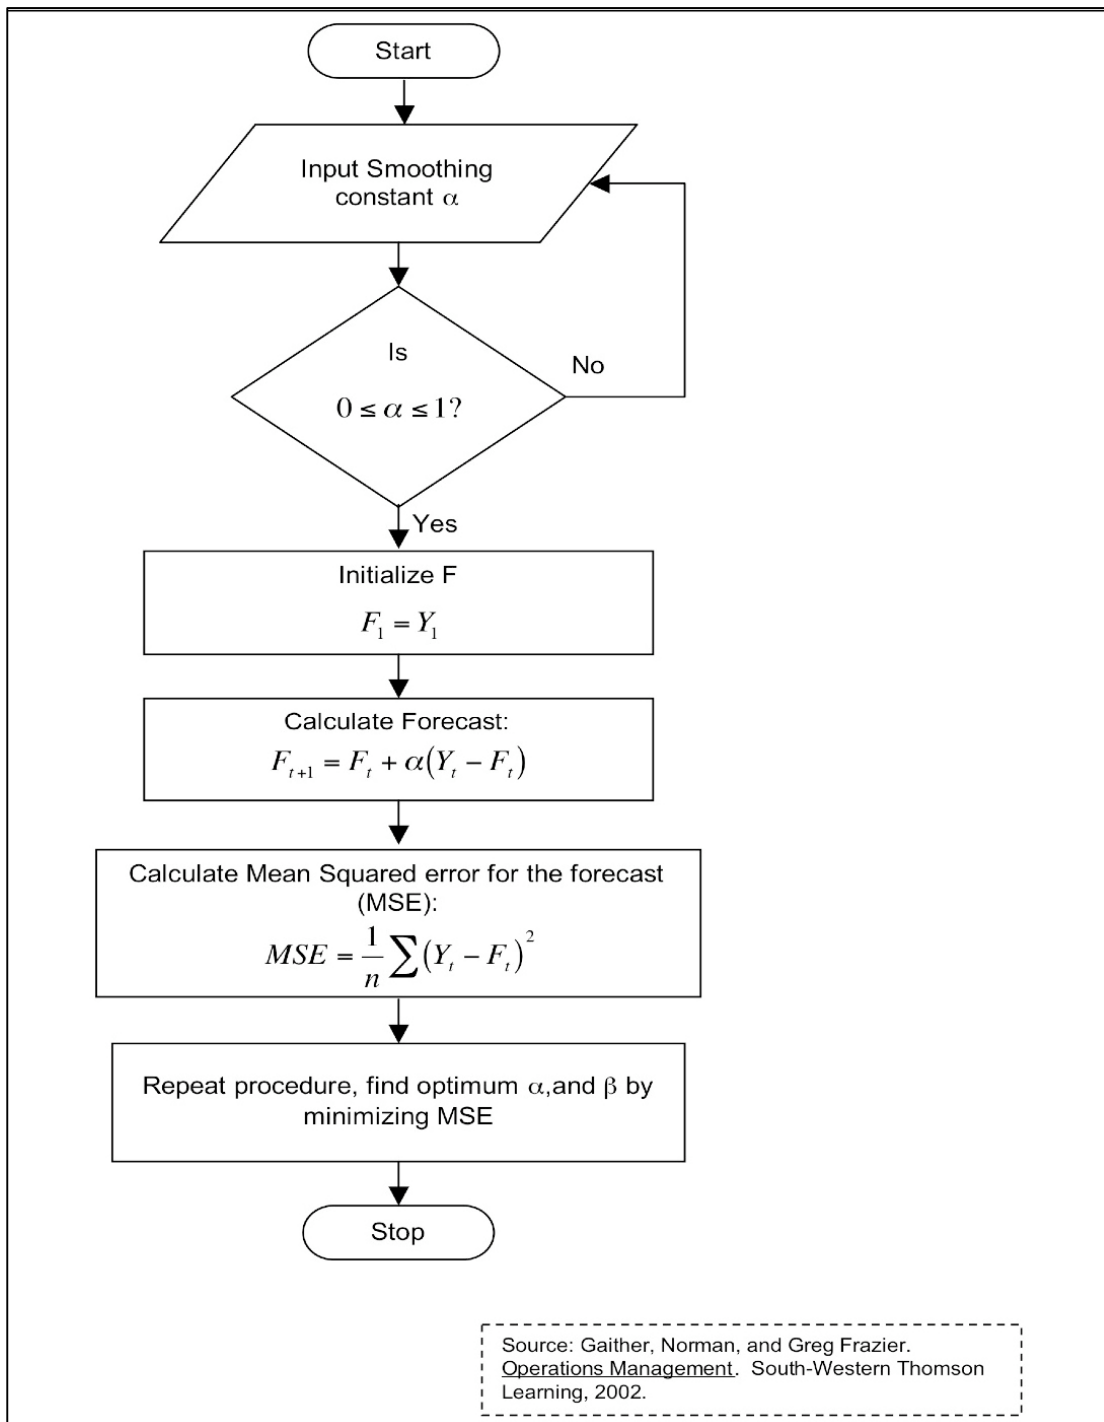 Start
Input Smoothing
constant α
Is
0 ≤ α ≤ 1?
No
Yes
Initialize F
F₁ = Y₁
Calculate Forecast:
Fₜ₊₁ = Fₜ + α(Yₜ − Fₜ)
Calculate Mean Squared error for the forecast
(MSE):
MSE = 1/n ∑(Yₜ − Fₜ)²
Repeat procedure, find optimum α,and β by
minimizing MSE
Stop
Source: Gaither, Norman, and Greg Frazier.
Operations Management. South-Western Thomson
Learning, 2002.